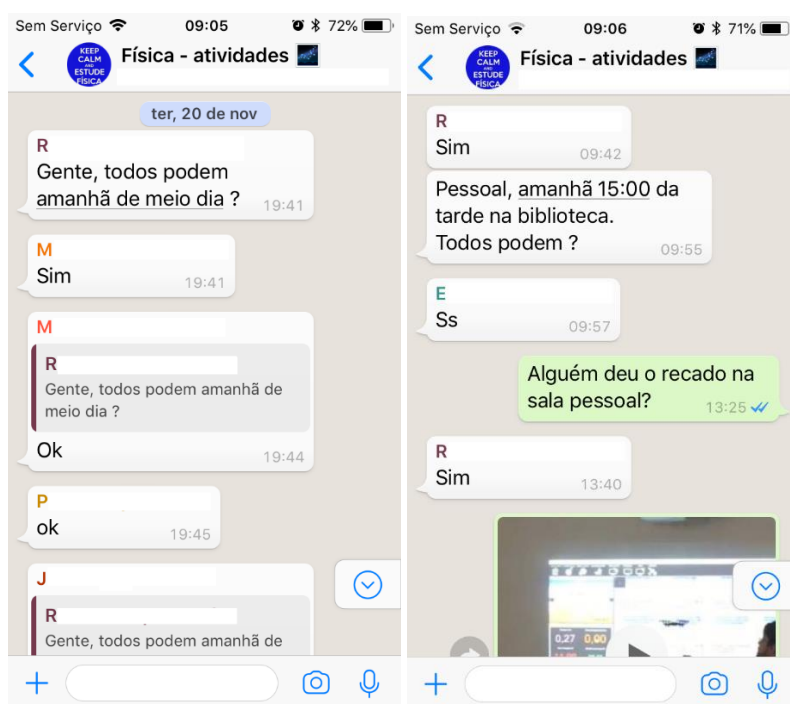 Sem Serviço 09:05 72%
KEEP
CALM
AND
ESTUDE
FÍSICA
Física - atividades
ter, 20 de nov
R
Gente, todos podem
amanhã de meio dia ?
19:41
M
Sim
19:41
M
R
Gente, todos podem amanhã de
meio dia ?
Ok
19:44
P
ok
19:45
J
R
Gente, todos podem amanhã de
Sem Serviço 09:06 71%
KEEP
CALM
AND
ESTUDE
FÍSICA
Física - atividades
R
Sim
09:42
Pessoal, amanhã 15:00 da
tarde na biblioteca.
Todos podem ?
09:55
E
Ss
09:57
Alguém deu o recado na
sala pessoal?
13:25
R
Sim
13:40
0,27 0,00